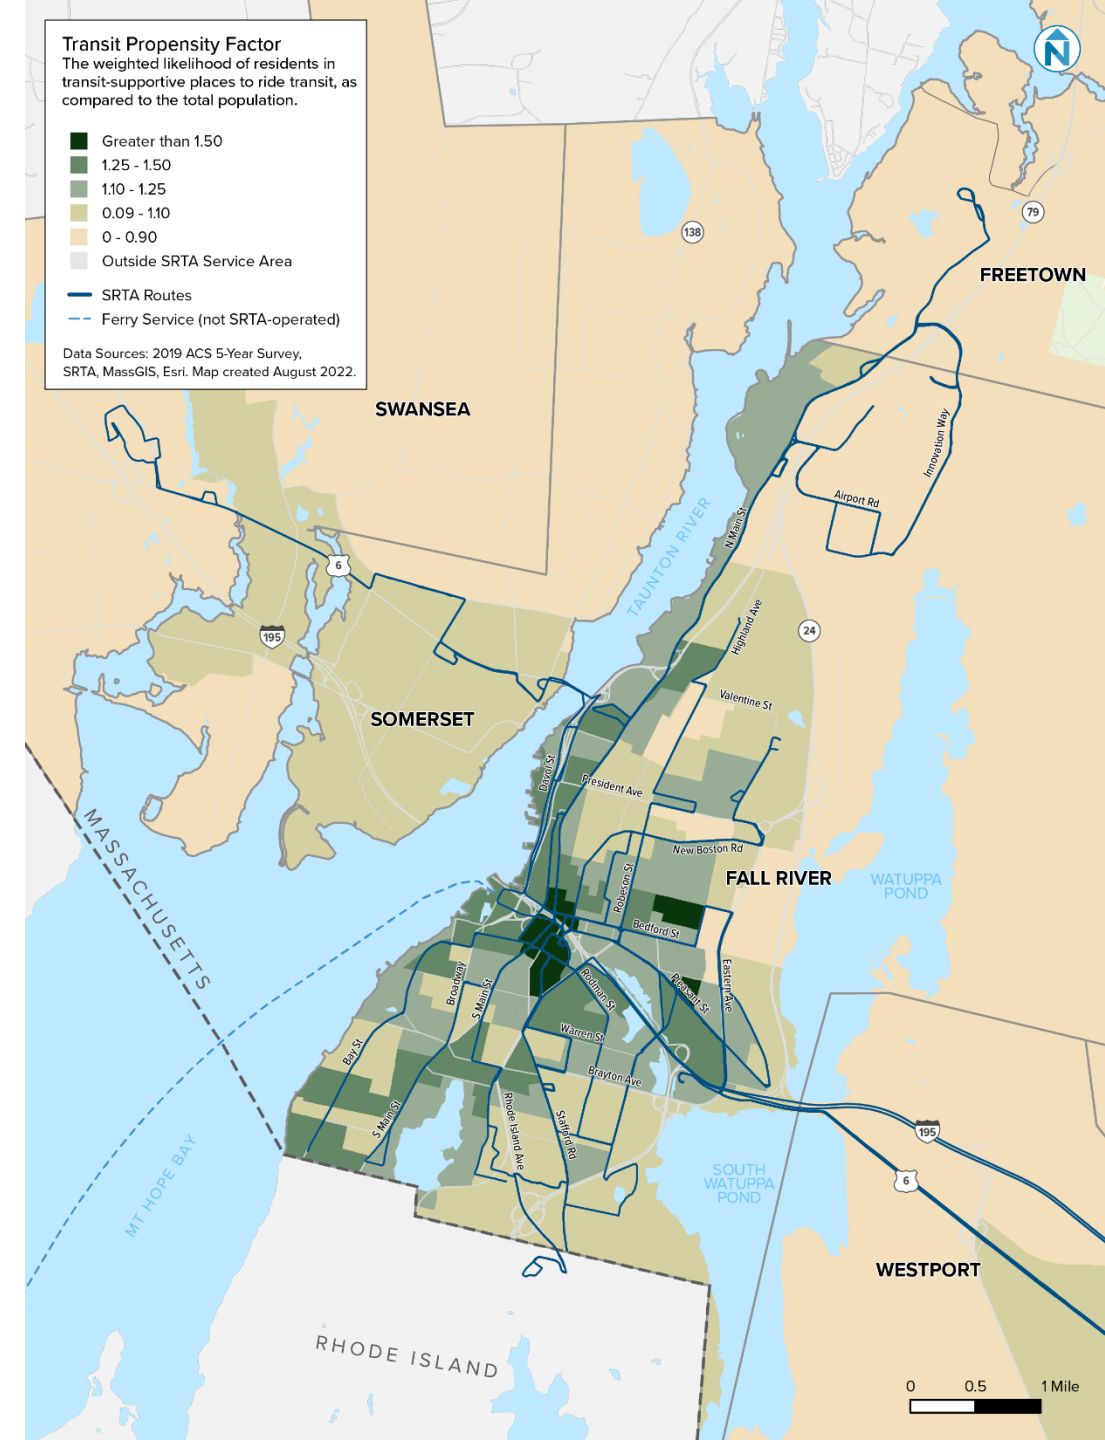 Transit Propensity Factor
The weighted likelihood of residents in
transit-supportive places to ride transit, as
compared to the total population.
Greater than 1.50
1.25 - 1.50
1.10 - 1.25
0.09 - 1.10
0 - 0.90
Outside SRTA Service Area
SRTA Routes
Ferry Service (not SRTA-operated)
Data Sources: 2019 ACS 5-Year Survey,
SRTA, MassGIS, Esri. Map created August 2022.
N
138
79
FREETOWN
SWANSEA
Innovation Way
Airport Rd
N Main St
TAUNTON RIVER
6
195
24
Highland Ave
Valentine St
SOMERSET
Davol St
President Ave
New Boston Rd
MASSACHUSETTS
FALL RIVER
WATUPPA
POND
Robeson St
Bedford St
Broadway
S Main St
Rodman St
Pleasant St
Eastern Ave
Warren St
Bay St
Brayton Ave
S Main St
Rhode Island Ave
Stafford Rd
195
6
MT HOPE BAY
SOUTH
WATUPPA
POND
WESTPORT
RHODE ISLAND
0 0.5 1 Mile